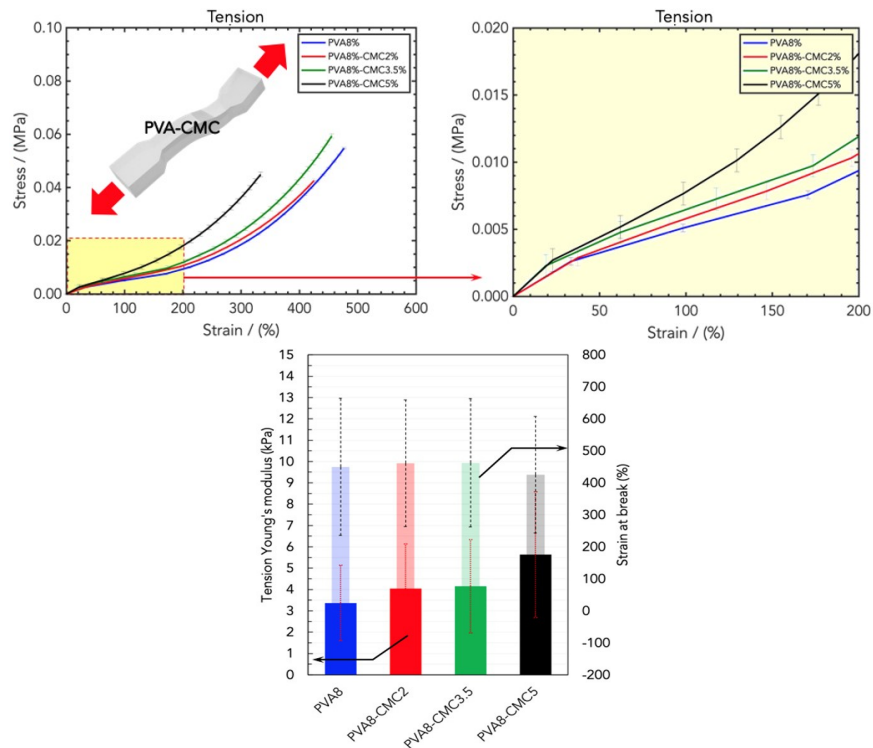 Tension
0.10
0.08
0.06
0.04
0.02
0.00
Stress / (MPa)
PVA8%
PVA8%-CMC2%
PVA8%-CMC3.5%
PVA8%-CMC5%
PVA-CMC
0 100 200 300 400 500 600
Strain / (%)
Tension
0.020
0.015
0.010
0.005
0.000
Stress / (MPa)
PVA8%
PVA8%-CMC2%
PVA8%-CMC3.5%
PVA8%-CMC5%
0 50 100 150 200
Strain / (%)
Tension Young's modulus (kPa)
15
14
13
12
11
10
9
8
7
6
5
4
3
2
1
0
800
700
600
500
400
300
200
100
0
-100
-200
Strain at break (%)
PVA8
PVA8-CMC2
PVA8-CMC3.5
PVA8-CMC5